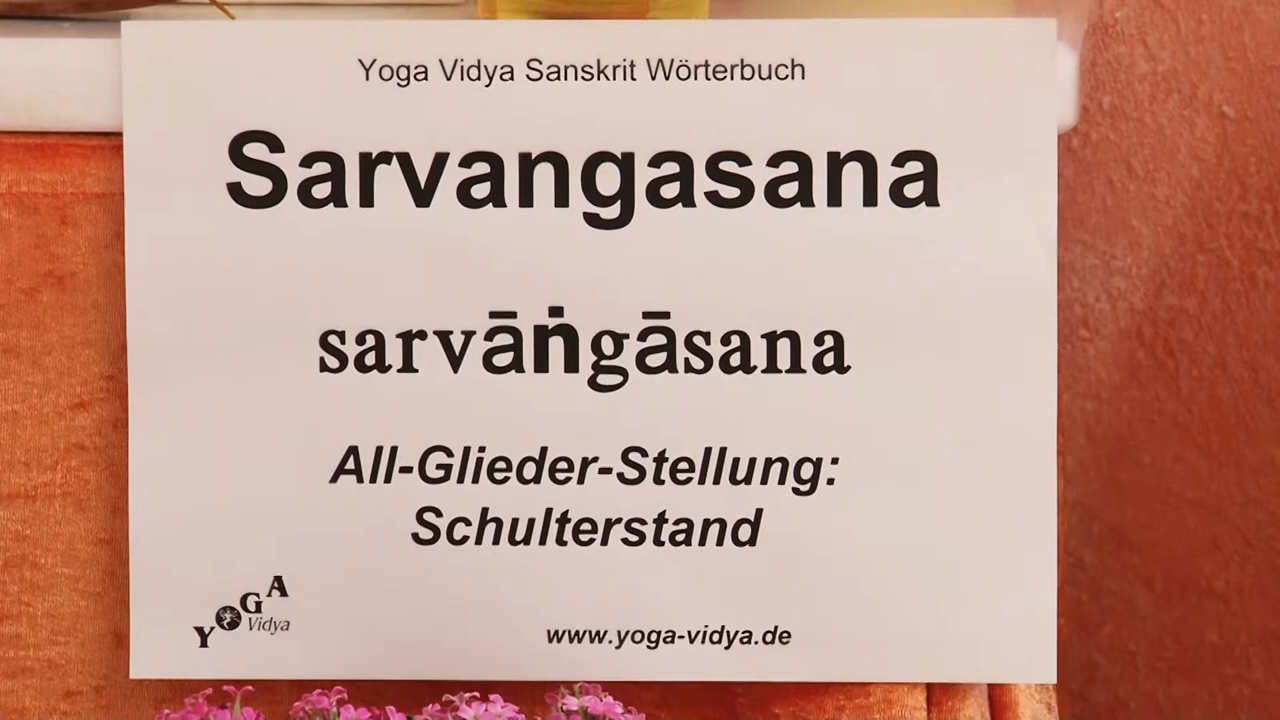 Yoga Vidya Sanskrit Wörterbuch
Sarvangasana
sarvāṅgāsana
All-Glieder-Stellung:
Schulterstand
YOGA
Vidya
www.yoga-vidya.de